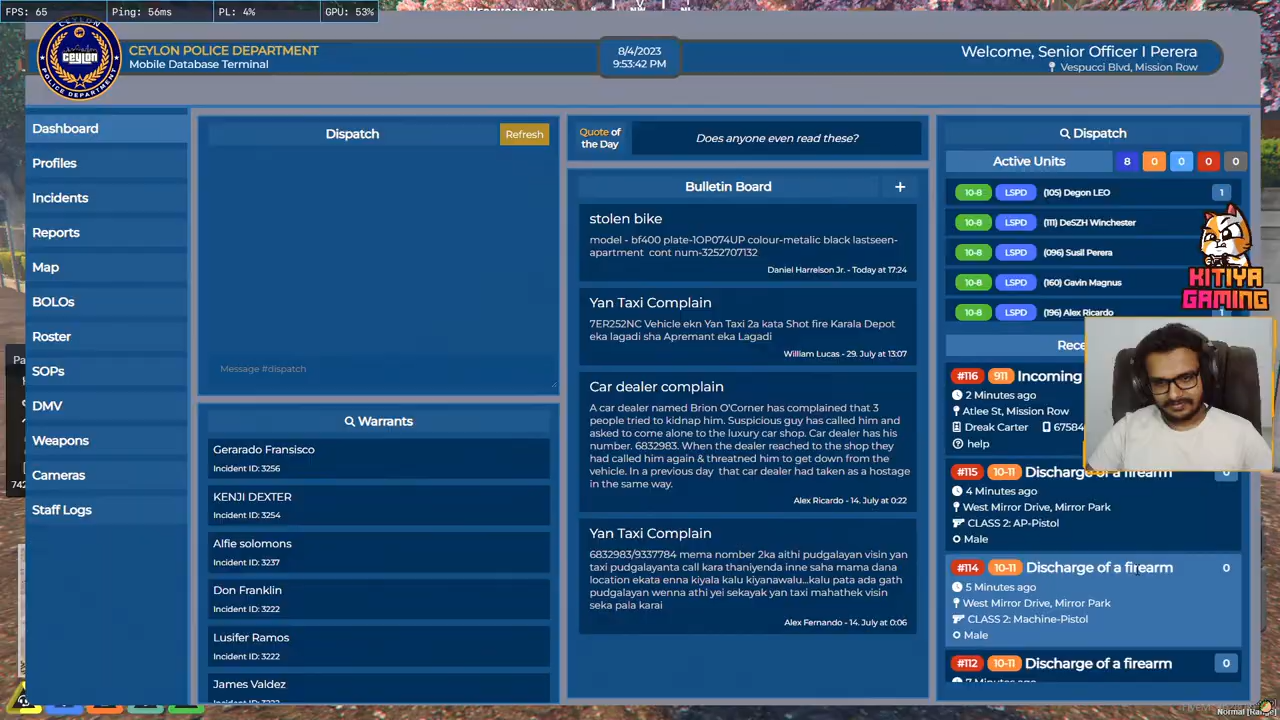 FPS: 65
Ping: 56ms
PL: 4%
GPU: 53%
CEYLON
POLICE DEPARTMENT
CEYLON POLICE DEPARTMENT
Mobile Database Terminal
8/4/2023
9:53:42 PM
Welcome, Senior Officer I Perera
Vespucci Blvd, Mission Row
Dashboard
Profiles
Incidents
Reports
Map
BOLOs
Roster
SOPs
DMV
Weapons
Cameras
Staff Logs
Dispatch
Refresh
Message #dispatch
Warrants
Gerarado Fransisco
Incident ID: 3256
KENJI DEXTER
Incident ID: 3254
Alfie solomons
Incident ID: 3237
Don Franklin
Incident ID: 3222
Lusifer Ramos
Incident ID: 3222
James Valdez
Quote of
the Day
Does anyone even read these?
Bulletin Board
+
stolen bike
model - bf400 plate-1OP074UP colour-metalic black lastseen-
apartment cont num-3252707132
Daniel Harrelson Jr. - Today at 17:24
Yan Taxi Complain
7ER252NC Vehicle ekn Yan Taxi 2a kata Shot fire Karala Depot
eka lagadi sha Apremant eka Lagadi
William Lucas - 29. July at 13:07
Car dealer complain
A car dealer named Brion O'Corner has complained that 3
people tried to kidnap him. Suspicious guy has called him and
asked to come alone to the luxury car shop. Car dealer has his
number. 6832983. When the dealer reached to the shop they
had called him again & threatned him to get down from the
vehicle. In a previous day that car dealer had taken as a hostage
in the same way.
Alex Ricardo - 14. July at 0:22
Yan Taxi Complain
6832983/9337784 mema nomber 2ka aithi pudgalayan visin yan
taxi pudgalayanta call kara thaniyenda inne saha mama dana
location ekata enna kiyala kalu kiyanawalu...kalu pata ada gath
pudgalayan wenna athi yei sekayak yan taxi mahathek visin
seka pala karai
Alex Fernando - 14. July at 0:06
Dispatch
Active Units
8
0
0
0
0
10-8 LSPD (105) Degon LEO 1
10-8 LSPD (111) DeSZH Winchester
10-8 LSPD (096) Susil Perera
10-8 LSPD (160) Gavin Magnus
10-8 LSPD (196) Alex Ricardo 1
KITIYA
GAMING
Rece
#116 911 Incoming
2 Minutes ago
Atlee St, Mission Row
Dreak Carter 67584
help
#115 10-11 Discharge of a firearm 0
4 Minutes ago
West Mirror Drive, Mirror Park
CLASS 2: AP-Pistol
Male
#114 10-11 Discharge of a firearm 0
5 Minutes ago
West Mirror Drive, Mirror Park
CLASS 2: Machine-Pistol
Male
#112 10-11 Discharge of a firearm 0
7 Minutes ago
Normal